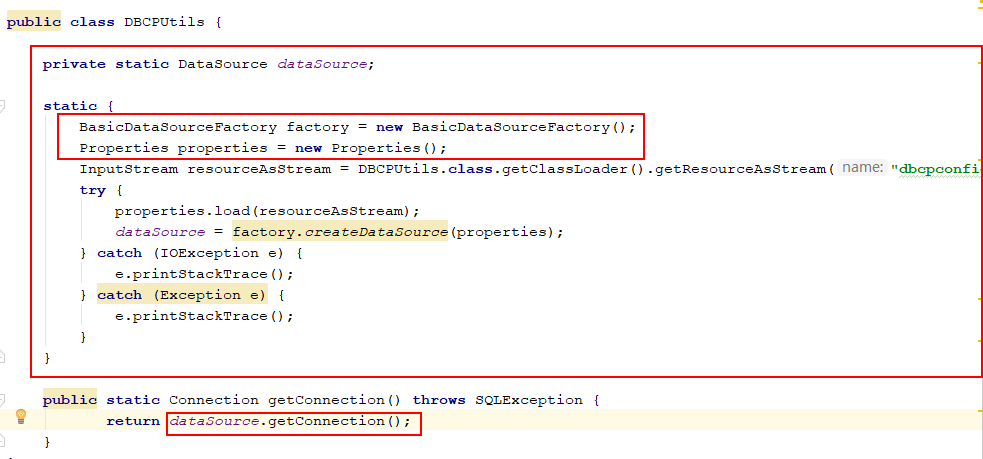 public class DBCPUtils {
private static DataSource dataSource;
static {
BasicDataSourceFactory factory = new BasicDataSourceFactory();
Properties properties = new Properties();
InputStream resourceAsStream = DBCPUtils.class.getClassLoader().getResourceAsStream( name: "dbcpconfi
try {
properties.load(resourceAsStream);
dataSource = factory.createDataSource(properties);
} catch (IOException e) {
e.printStackTrace();
} catch (Exception e) {
e.printStackTrace();
}
}
public static Connection getConnection() throws SQLException {
return dataSource.getConnection();
}